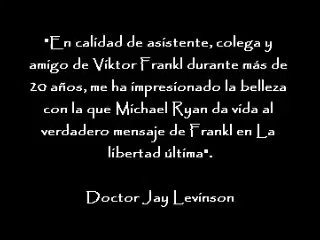 "En calidad de asistente, colega y
amigo de Viktor Frankl durante más de
20 años, me ha impresionado la belleza
con la que Michael Ryan da vida al
verdadero mensaje de Frankl en La
libertad última".
Doctor Jay Levinson